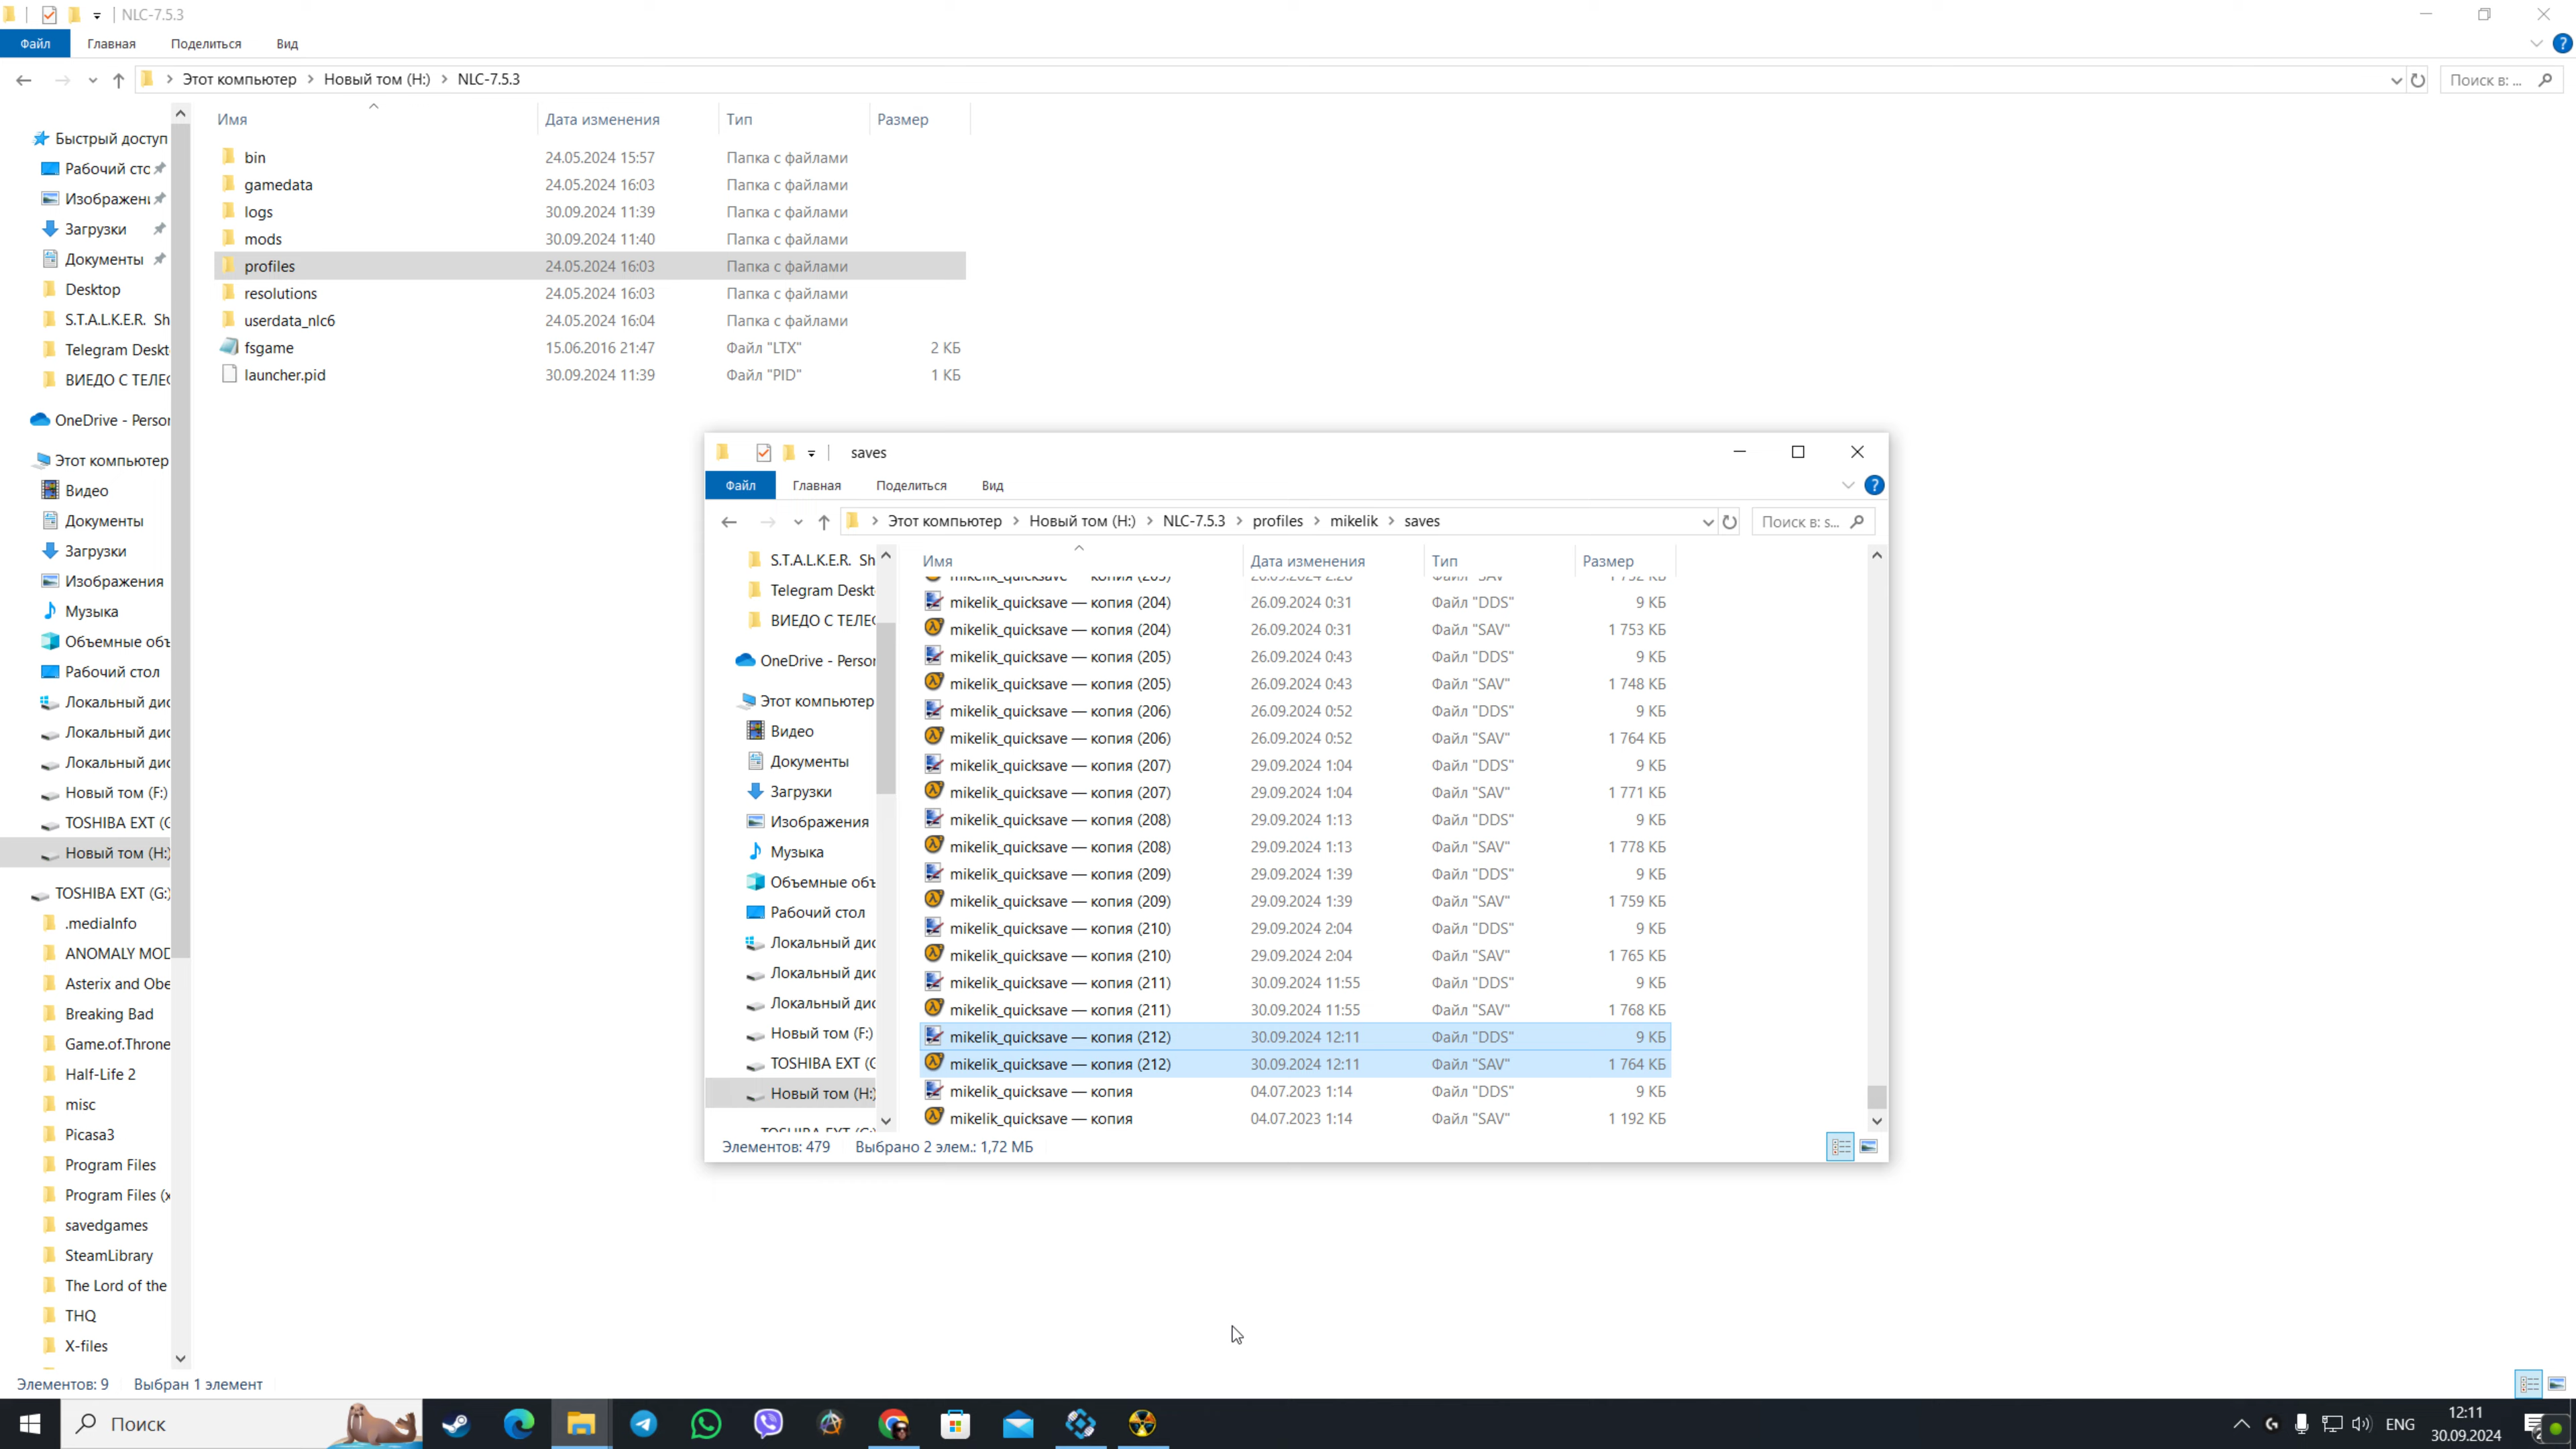 NLC-7.5.3
Файл Главная Поделиться Вид
Этот компьютер Новый том (H:) NLC-7.5.3 Поиск в: ...
Имя Дата изменения Тип Размер
bin 24.05.2024 15:57 Папка с файлами
gamedata 24.05.2024 16:03 Папка с файлами
logs 30.09.2024 11:39 Папка с файлами
mods 30.09.2024 11:40 Папка с файлами
profiles 24.05.2024 16:03 Папка с файлами
resolutions 24.05.2024 16:03 Папка с файлами
userdata_nlc6 24.05.2024 16:04 Папка с файлами
fsgame 15.06.2016 21:47 Файл "LTX" 2 КБ
launcher.pid 30.09.2024 11:39 Файл "PID" 1 КБ
Быстрый доступ
Рабочий стс
Изображени
Загрузки
Документы
Desktop
S.T.A.L.K.E.R. Sh
Telegram Deskt
ВИЕДО С ТЕЛЕС
OneDrive - Person
Этот компьютер
Видео
Документы
Загрузки
Изображения
Музыка
Объемные объ
Рабочий стол
Локальный дис
Локальный дис
Локальный дис
Новый том (F:)
TOSHIBA EXT (G
Новый том (H:)
TOSHIBA EXT (G:)
.mediaInfo
ANOMALY MOD
Asterix and Obe
Breaking Bad
Game.of.Throne
Half-Life 2
misc
Picasa3
Program Files
Program Files (x
savedgames
SteamLibrary
The Lord of the
THQ
X-files
Элементов: 9 Выбран 1 элемент
saves
Файл Главная Поделиться Вид
Этот компьютер Новый том (H:) NLC-7.5.3 profiles mikelik saves Поиск в: s...
S.T.A.L.K.E.R. Sh
Telegram Deskt
ВИЕДО С ТЕЛЕС
OneDrive - Person
Этот компьютер
Видео
Документы
Загрузки
Изображения
Музыка
Объемные объ
Рабочий стол
Локальный дис
Локальный дис
Локальный дис
Новый том (F:)
TOSHIBA EXT (G
Новый том (H:)
TOSHIBA EXT (G:)
Имя Дата изменения Тип Размер
mikelik_quicksave — копия (203) 26.09.2024 2:28 Файл "SAV" 1 752 КБ
mikelik_quicksave — копия (204) 26.09.2024 0:31 Файл "DDS" 9 КБ
mikelik_quicksave — копия (204) 26.09.2024 0:31 Файл "SAV" 1 753 КБ
mikelik_quicksave — копия (205) 26.09.2024 0:43 Файл "DDS" 9 КБ
mikelik_quicksave — копия (205) 26.09.2024 0:43 Файл "SAV" 1 748 КБ
mikelik_quicksave — копия (206) 26.09.2024 0:52 Файл "DDS" 9 КБ
mikelik_quicksave — копия (206) 26.09.2024 0:52 Файл "SAV" 1 764 КБ
mikelik_quicksave — копия (207) 29.09.2024 1:04 Файл "DDS" 9 КБ
mikelik_quicksave — копия (207) 29.09.2024 1:04 Файл "SAV" 1 771 КБ
mikelik_quicksave — копия (208) 29.09.2024 1:13 Файл "DDS" 9 КБ
mikelik_quicksave — копия (208) 29.09.2024 1:13 Файл "SAV" 1 778 КБ
mikelik_quicksave — копия (209) 29.09.2024 1:39 Файл "DDS" 9 КБ
mikelik_quicksave — копия (209) 29.09.2024 1:39 Файл "SAV" 1 759 КБ
mikelik_quicksave — копия (210) 29.09.2024 2:04 Файл "DDS" 9 КБ
mikelik_quicksave — копия (210) 29.09.2024 2:04 Файл "SAV" 1 765 КБ
mikelik_quicksave — копия (211) 30.09.2024 11:55 Файл "DDS" 9 КБ
mikelik_quicksave — копия (211) 30.09.2024 11:55 Файл "SAV" 1 768 КБ
mikelik_quicksave — копия (212) 30.09.2024 12:11 Файл "DDS" 9 КБ
mikelik_quicksave — копия (212) 30.09.2024 12:11 Файл "SAV" 1 764 КБ
mikelik_quicksave — копия 04.07.2023 1:14 Файл "DDS" 9 КБ
mikelik_quicksave — копия 04.07.2023 1:14 Файл "SAV" 1 192 КБ
Элементов: 479 Выбрано 2 элем.: 1,72 МБ
Поиск
ENG
12:11
30.09.2024